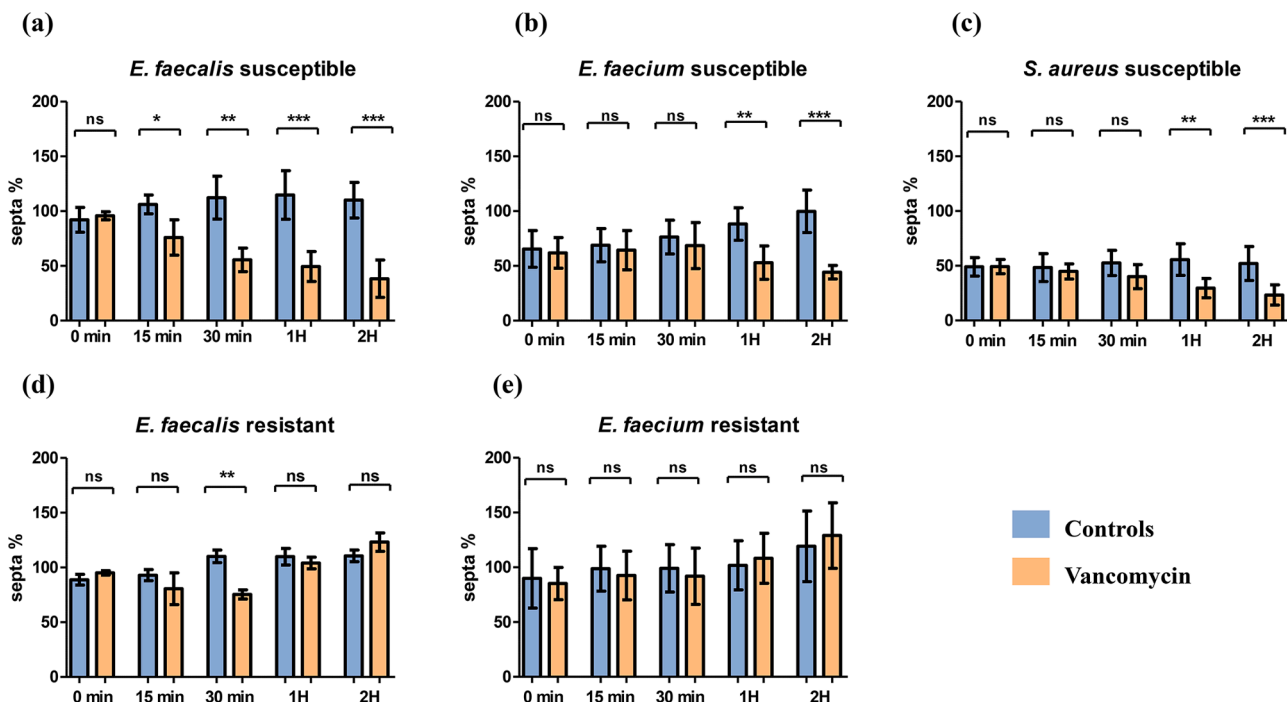 (a)
E. faecalis susceptible
septa %
200
150
100
50
0
ns * ** *** ***
0 min 15 min 30 min 1H 2H
(b)
E. faecium susceptible
septa %
200
150
100
50
0
ns ns ns ** ***
0 min 15 min 30 min 1H 2H
(c)
S. aureus susceptible
septa %
200
150
100
50
0
ns ns ns ** ***
0 min 15 min 30 min 1H 2H
(d)
E. faecalis resistant
septa %
200
150
100
50
0
ns ns ** ns ns
0 min 15 min 30 min 1H 2H
(e)
E. faecium resistant
septa %
200
150
100
50
0
ns ns ns ns ns
0 min 15 min 30 min 1H 2H
Controls
Vancomycin